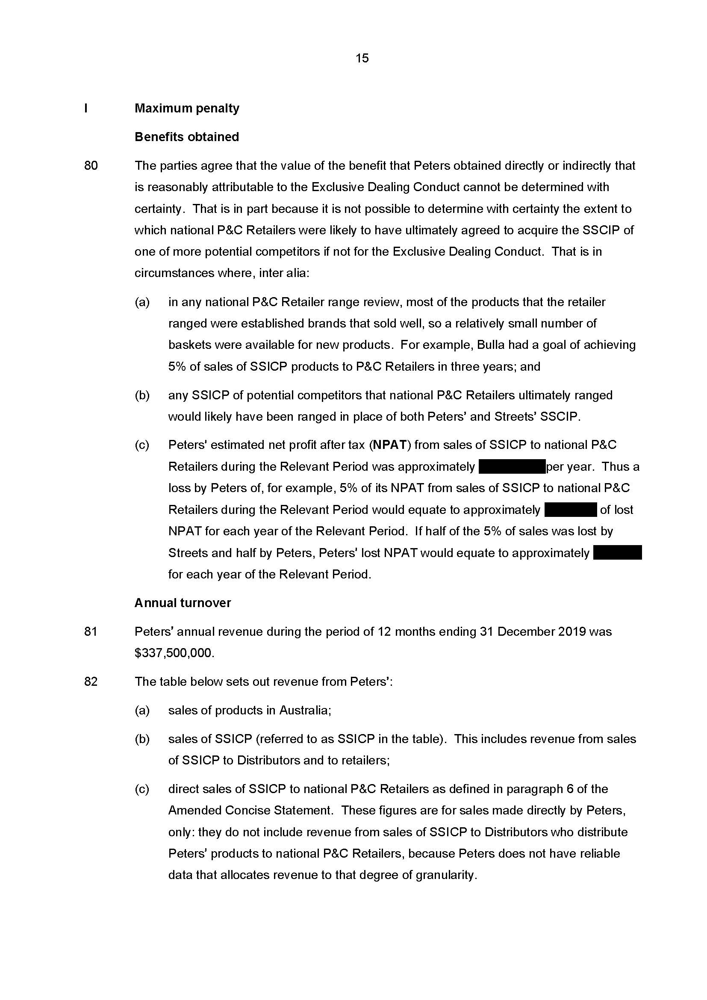 15
I Maximum penalty
Benefits obtained
80 The parties agree that the value of the benefit that Peters obtained directly or indirectly that
is reasonably attributable to the Exclusive Dealing Conduct cannot be determined with
certainty. That is in part because it is not possible to determine with certainty the extent to
which national P&C Retailers were likely to have ultimately agreed to acquire the SSCIP of
one of more potential competitors if not for the Exclusive Dealing Conduct. That is in
circumstances where, inter alia:
(a) in any national P&C Retailer range review, most of the products that the retailer
ranged were established brands that sold well, so a relatively small number of
baskets were available for new products. For example, Bulla had a goal of achieving
5% of sales of SSICP products to P&C Retailers in three years; and
(b) any SSICP of potential competitors that national P&C Retailers ultimately ranged
would likely have been ranged in place of both Peters' and Streets' SSCIP.
(c) Peters' estimated net profit after tax (NPAT) from sales of SSICP to national P&C
Retailers during the Relevant Period was approximately per year. Thus a
loss by Peters of, for example, 5% of its NPAT from sales of SSICP to national P&C
Retailers during the Relevant Period would equate to approximately of lost
NPAT for each year of the Relevant Period. If half of the 5% of sales was lost by
Streets and half by Peters, Peters' lost NPAT would equate to approximately
for each year of the Relevant Period.
Annual turnover
81 Peters' annual revenue during the period of 12 months ending 31 December 2019 was
$337,500,000.
82 The table below sets out revenue from Peters':
(a) sales of products in Australia;
(b) sales of SSICP (referred to as SSICP in the table). This includes revenue from sales
of SSICP to Distributors and to retailers;
(c) direct sales of SSICP to national P&C Retailers as defined in paragraph 6 of the
Amended Concise Statement. These figures are for sales made directly by Peters,
only: they do not include revenue from sales of SSICP to Distributors who distribute
Peters' products to national P&C Retailers, because Peters does not have reliable
data that allocates revenue to that degree of granularity.